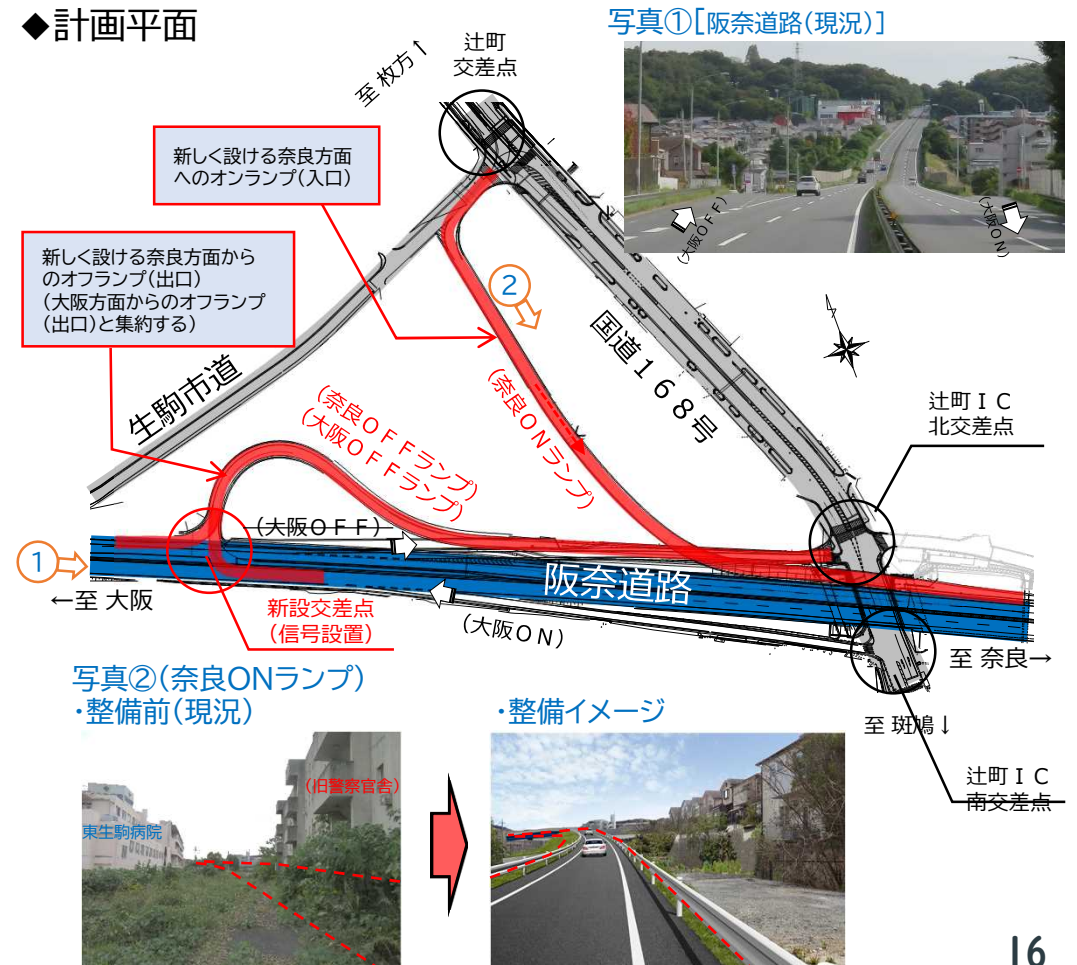 ◆計画平面
写真①[阪奈道路(現況)]
辻町
交差点
至 枚方↑
新しく設ける奈良方面
へのオンランプ(入口)
(大阪OFF)
(大阪ON)
新しく設ける奈良方面から
のオフランプ(出口)
(大阪方面からのオフランプ
(出口)と集約する)
2
国道168号
生駒市道
(奈良OFFランプ)
(大阪OFFランプ)
(奈良ONランプ)
辻町IC
北交差点
(大阪OFF)
1
阪奈道路
←至 大阪
新設交差点
(信号設置)
(大阪ON)
至 奈良→
写真②(奈良ONランプ)
・整備前(現況)
・整備イメージ
至 斑鳩↓
辻町IC
南交差点
(旧警察官舎)
東生駒病院
16